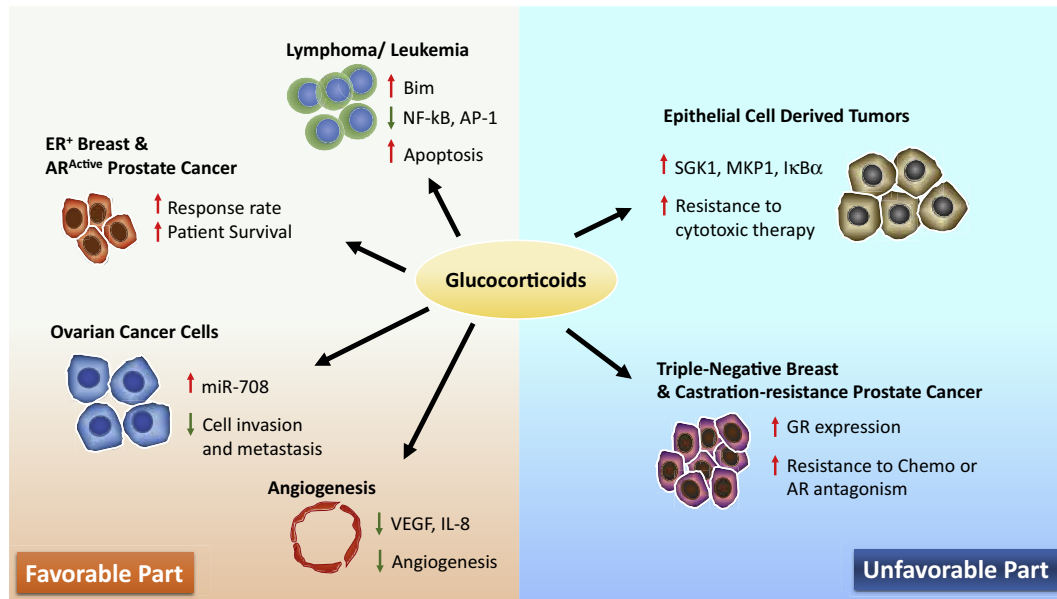 Lymphoma/ Leukemia
Bim
NF-kB, AP-1
Apoptosis
ER⁺ Breast &
ARᴬᶜᵗⁱᵛᵉ Prostate Cancer
Response rate
Patient Survival
Glucocorticoids
Ovarian Cancer Cells
miR-708
Cell invasion
and metastasis
Angiogenesis
VEGF, IL-8
Angiogenesis
Favorable Part
Epithelial Cell Derived Tumors
SGK1, MKP1, IκBα
Resistance to
cytotoxic therapy
Triple-Negative Breast
& Castration-resistance Prostate Cancer
GR expression
Resistance to Chemo or
AR antagonism
Unfavorable Part